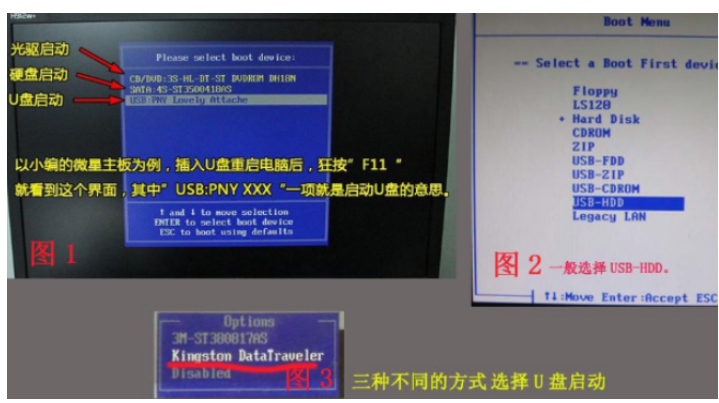 光驱启动
硬盘启动
U盘启动
Please select boot device:
CD/DVD:3S-HL-DT-ST DVDROM DH18N
SATA:4S-ST3500418AS
USB:PNY Lovely Attache
以小编的微星主板为例，插入U盘重启电脑后，狂按”F11“
就看到这个界面，其中”USB:PNY XXX“一项就是启动U盘的意思。
↑ and ↓ to move selection
ENTER to select boot device
ESC to boot using defaults
图 1
Boot Menu
-- Select a Boot First devi
Floppy
LS120
• Hard Disk
CDROM
ZIP
USB-FDD
USB-ZIP
USB-CDROM
USB-HDD
Legacy LAN
图 2 一般选择 USB-HDD。
↑↓:Move Enter:Accept ESC
Options
3M-ST380817AS
Kingston DataTraveler
Disabled
图 3
三种不同的方式选择 U 盘启动